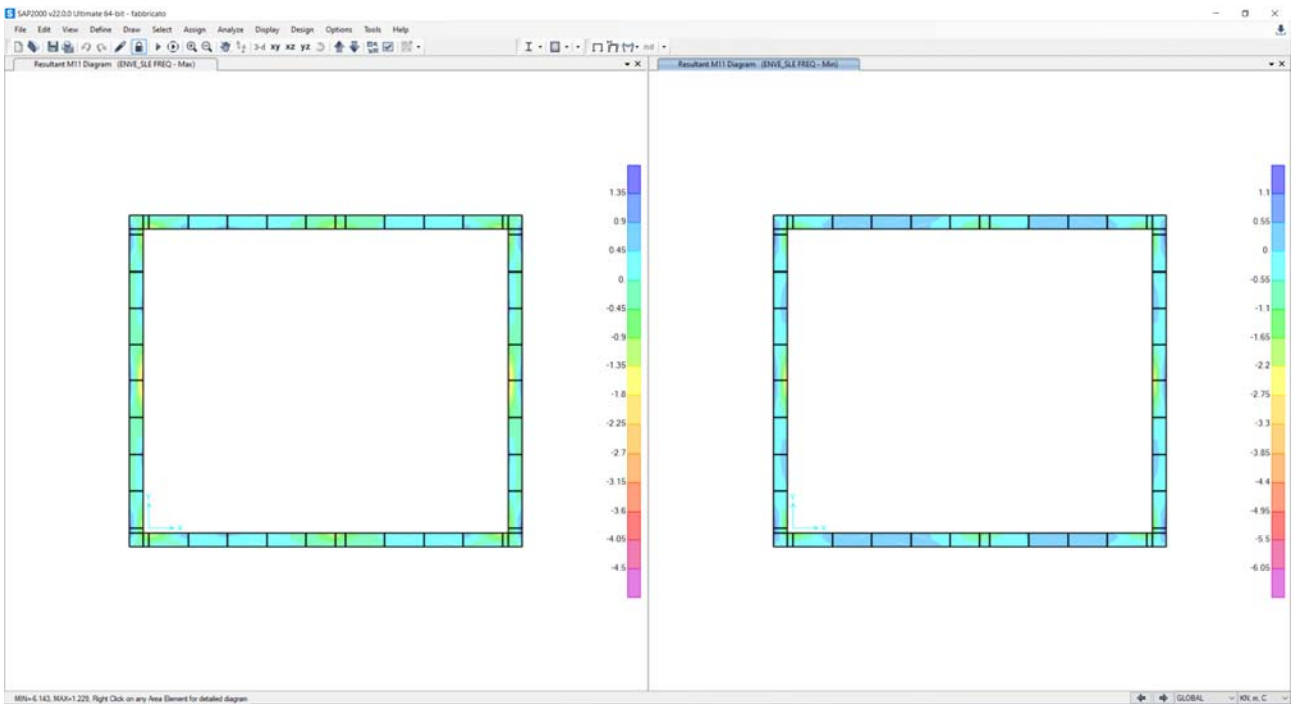 SAP2000 v22.0.0 Ultimate 64-bit - fabbricato
File Edit View Define Draw Select Assign Analyze Display Design Options Tools Help
3-d xy xz yz
nd
Resultant M11 Diagram (ENVE_SLE FREQ - Max)
1.35
0.9
0.45
0
-0.45
-0.9
-1.35
-1.8
-2.25
-2.7
-3.15
-3.6
-4.05
-4.5
Y
X
Resultant M11 Diagram (ENVE_SLE FREQ - Min)
1.1
0.55
0
-0.55
-1.1
-1.65
-2.2
-2.75
-3.3
-3.85
-4.4
-4.95
-5.5
-6.05
Y
X
MIN=-6.143, MAX=1.229, Right Click on any Area Element for detailed diagram
GLOBAL
KN, m, C